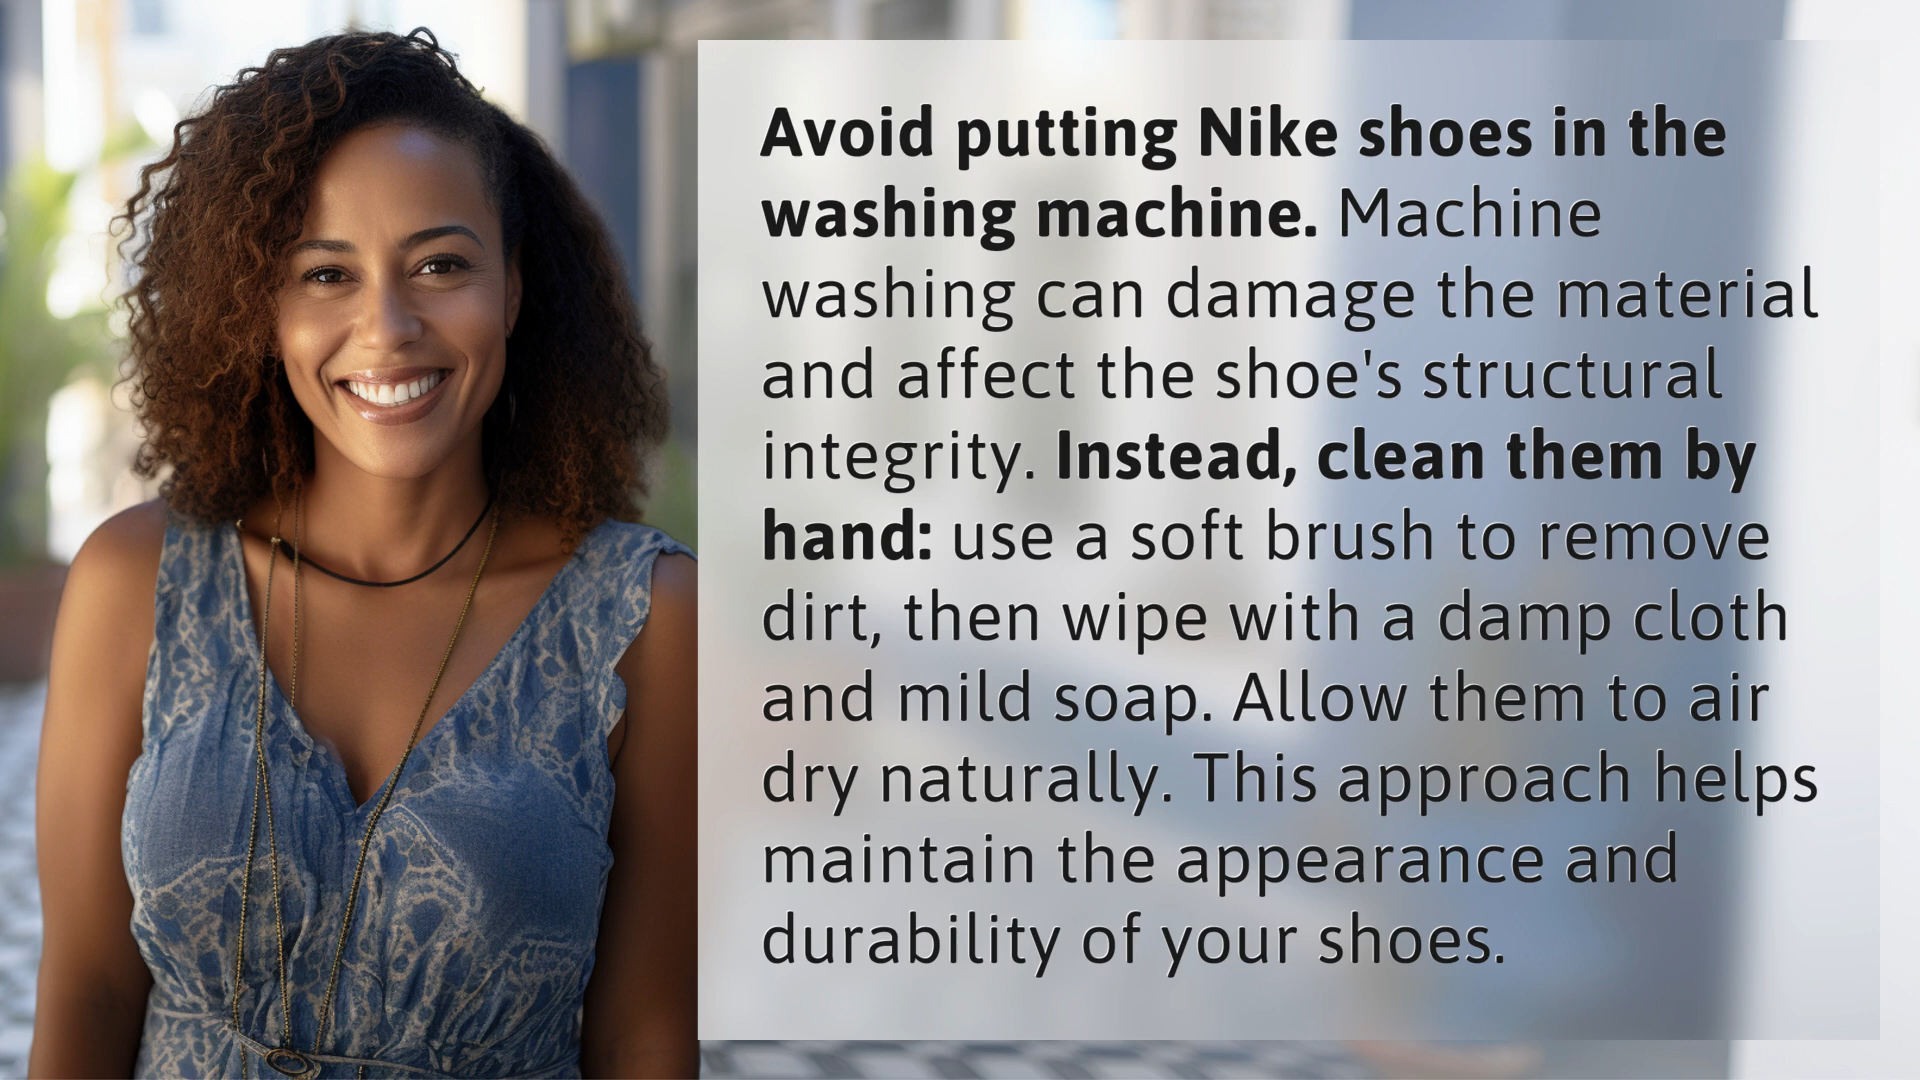 Avoid putting Nike shoes in the
washing machine. Machine
washing can damage the material
and affect the shoe's structural
integrity. Instead, clean them by
hand: use a soft brush to remove
dirt, then wipe with a damp cloth
and mild soap. Allow them to air
dry naturally. This approach helps
maintain the appearance and
durability of your shoes.